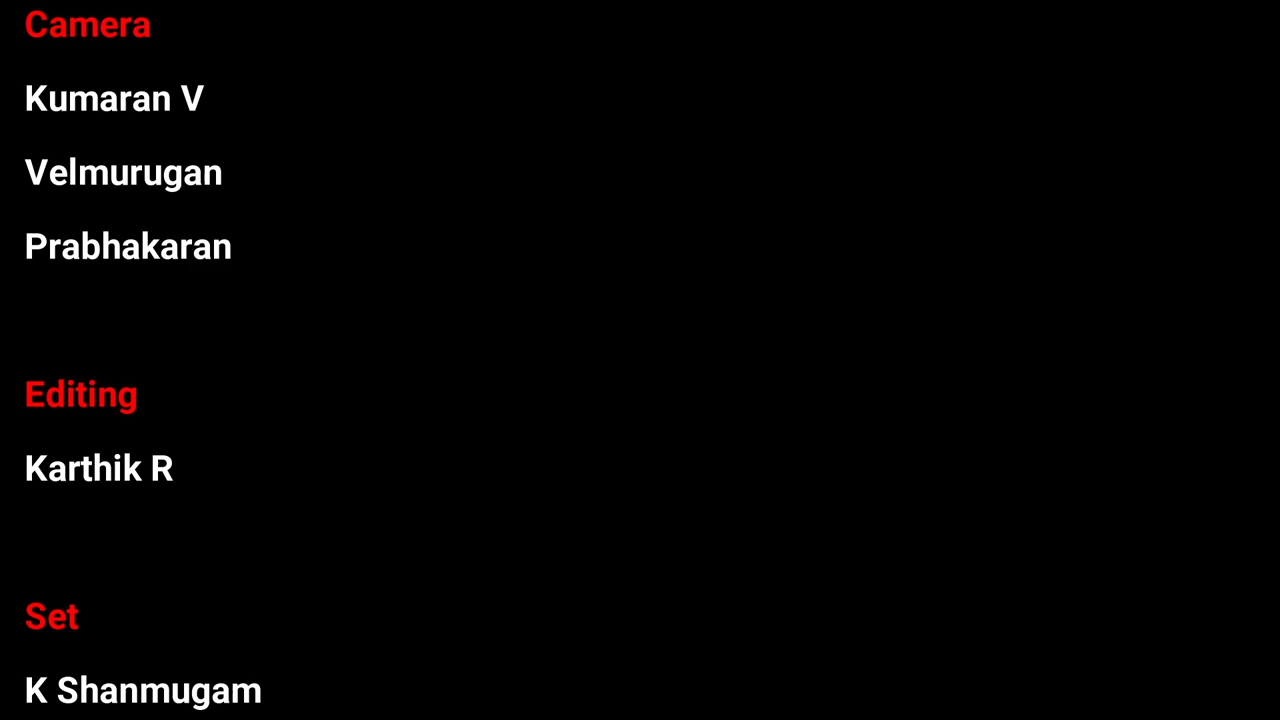 Camera
Kumaran V
Velmurugan
Prabhakaran
Editing
Karthik R
Set
K Shanmugam